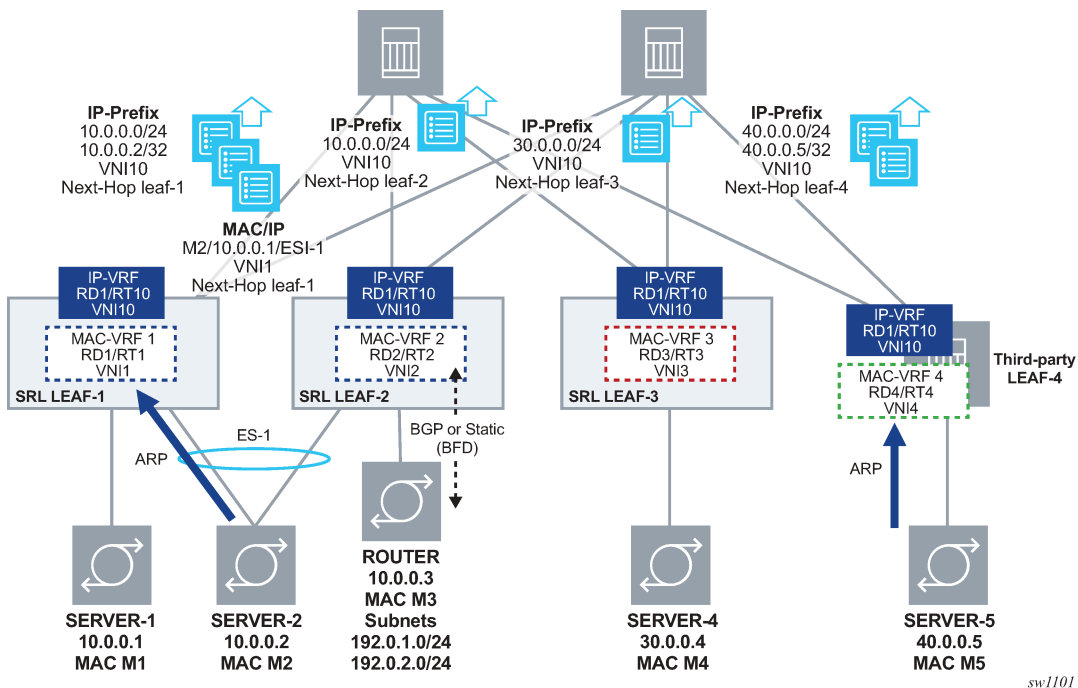 IP-Prefix
10.0.0.0/24
10.0.0.2/32
VNI10
Next-Hop leaf-1
IP-Prefix
10.0.0.0/24
VNI10
Next-Hop leaf-2
IP-Prefix
30.0.0.0/24
VNI10
Next-Hop leaf-3
IP-Prefix
40.0.0.0/24
40.0.0.5/32
VNI10
Next-Hop leaf-4
MAC/IP
M2/10.0.0.1/ESI-1
VNI1
Next-Hop leaf-1
IP-VRF
RD1/RT10
VNI10
MAC-VRF 1
RD1/RT1
VNI1
SRL LEAF-1
IP-VRF
RD1/RT10
VNI10
MAC-VRF 2
RD2/RT2
VNI2
SRL LEAF-2
IP-VRF
RD1/RT10
VNI10
MAC-VRF 3
RD3/RT3
VNI3
SRL LEAF-3
IP-VRF
RD1/RT10
VNI10
MAC-VRF 4
RD4/RT4
VNI4
Third-party
LEAF-4
ARP
ES-1
BGP or Static
(BFD)
ARP
SERVER-1
10.0.0.1
MAC M1
SERVER-2
10.0.0.2
MAC M2
ROUTER
10.0.0.3
MAC M3
Subnets
192.0.1.0/24
192.0.2.0/24
SERVER-4
30.0.0.4
MAC M4
SERVER-5
40.0.0.5
MAC M5
sw1101